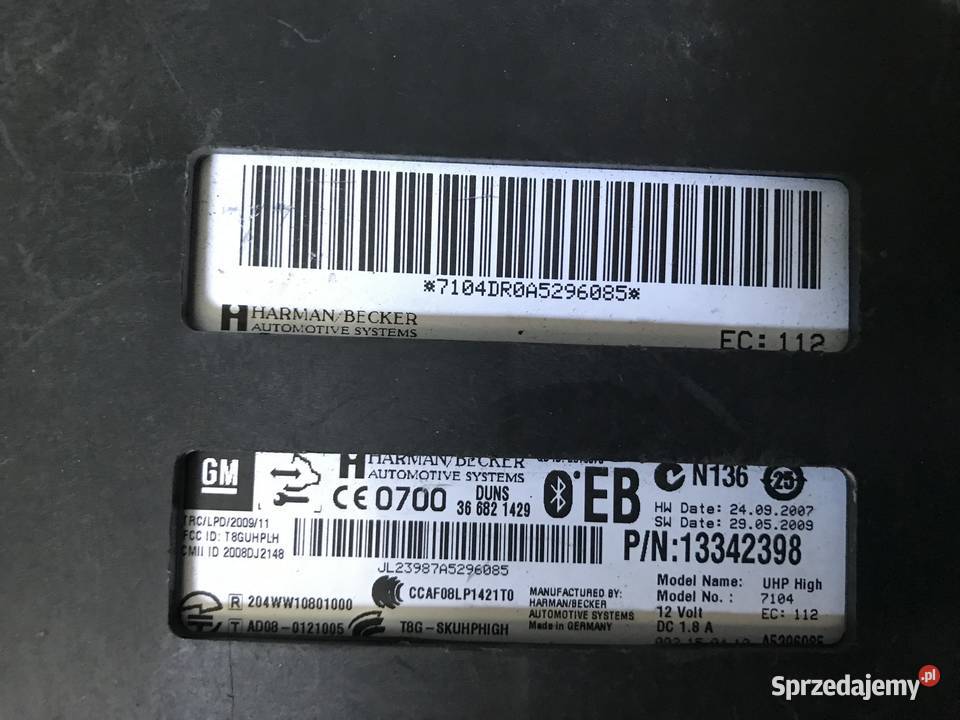 *7104DR0A5296085*
HARMAN/BECKER
AUTOMOTIVE SYSTEMS
EC: 112
GM
HARMAN/BECKER
AUTOMOTIVE SYSTEMS
CE 0700
DUNS
36 682 1429
EB
N136
25
HW Date: 24.09.2007
SW Date: 29.05.2009
TRC/LPD/2009/11
FCC ID: T8GUHPLH
CMII ID 2008DJ2148
P/N:13342398
JL23987A5296085
R 204WW10801000
T AD08-0121005
CCAF08LP1421T0
T8G-SKUHPHIGH
MANUFACTURED BY:
HARMAN/BECKER
AUTOMOTIVE SYSTEMS
Made in GERMANY
Model Name: UHP High
Model No.: 7104
12 Volt EC: 112
DC 1.8 A
A5296085
Sprzedajemy.pl